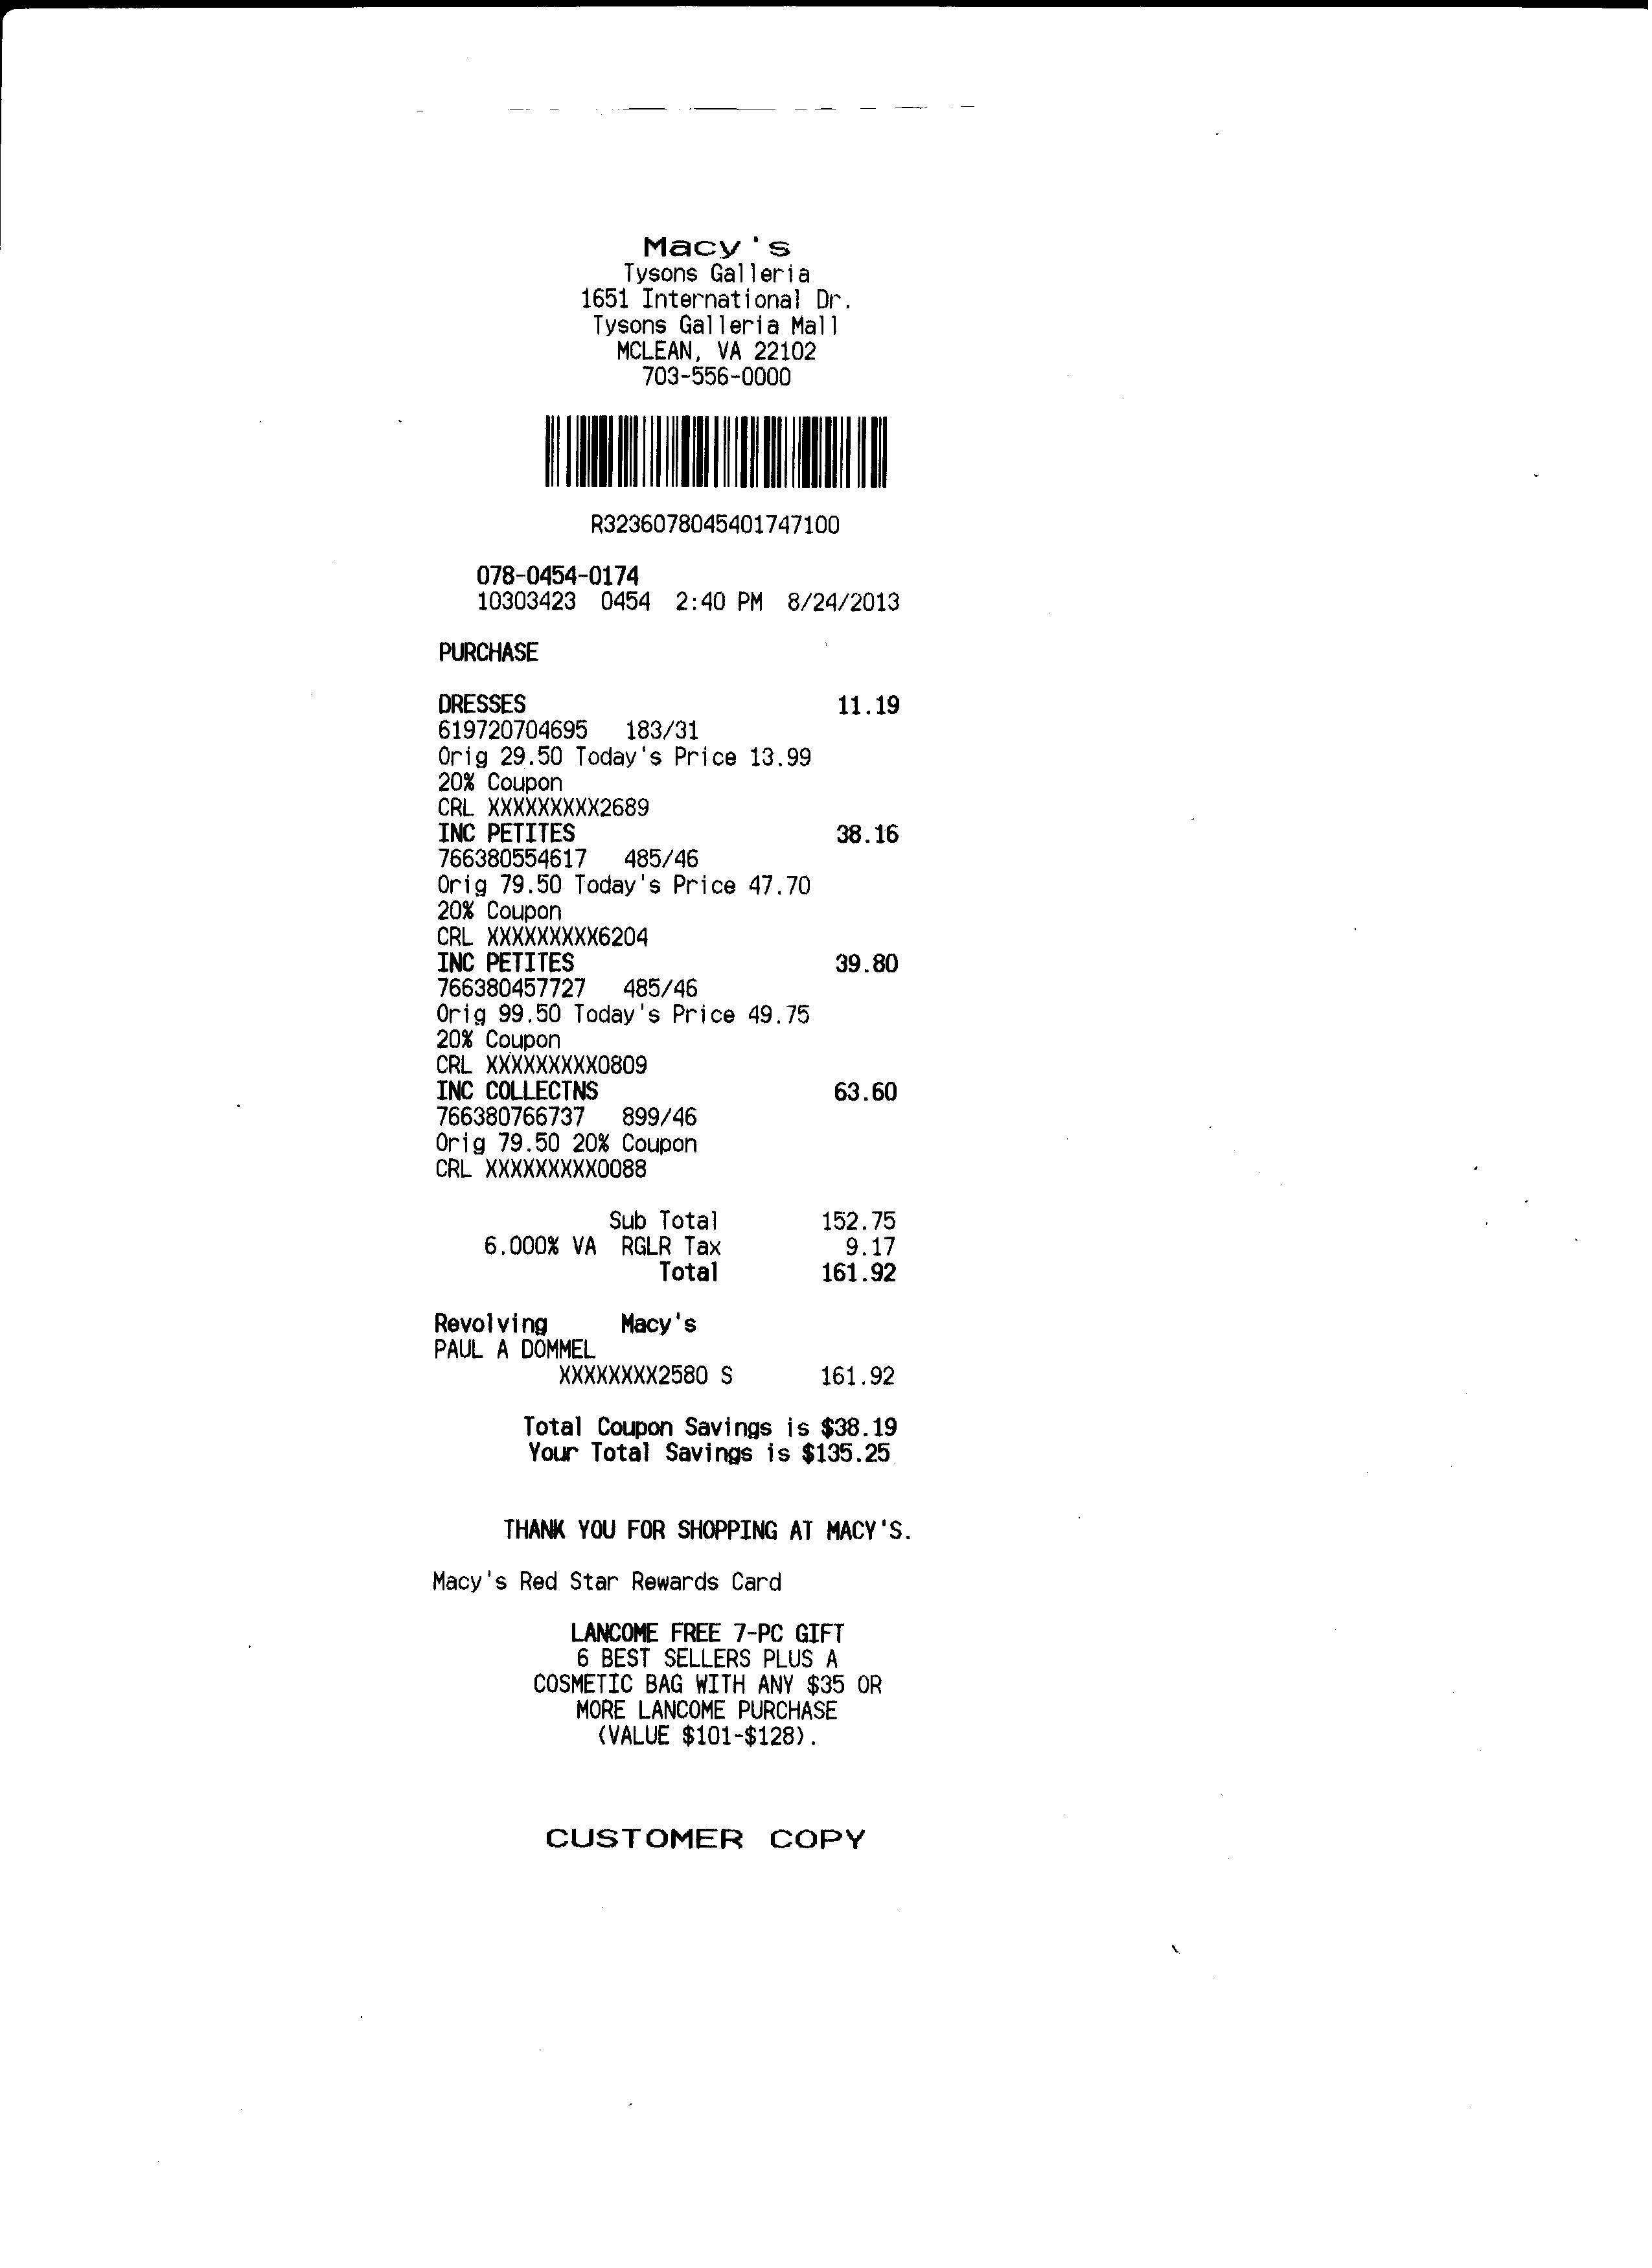 Macy's
Tysons Galleria
1651 International Dr.
Tysons Galleria Mall
MCLEAN, VA 22102
703-556-0000
R3236078045401747100
078-0454-0174
10303423 0454 2:40 PM 8/24/2013
PURCHASE
DRESSES 11.19
619720704695 183/31
Orig 29.50 Today's Price 13.99
20% Coupon
CRL XXXXXXXXX2689
INC PETITES 38.16
766380554617 485/46
Orig 79.50 Today's Price 47.70
20% Coupon
CRL XXXXXXXXX6204
INC PETITES 39.80
766380457727 485/46
Orig 99.50 Today's Price 49.75
20% Coupon
CRL XXXXXXXXX0809
INC COLLECTNS 63.60
766380766737 899/46
Orig 79.50 20% Coupon
CRL XXXXXXXXX0088
Sub Total 152.75
6.000% VA RGLR Tax 9.17
Total 161.92
Revolving Macy's
PAUL A DOMMEL
XXXXXXXX2580 S 161.92
Total Coupon Savings is $38.19
Your Total Savings is $135.25
THANK YOU FOR SHOPPING AT MACY'S.
Macy's Red Star Rewards Card
LANCOME FREE 7-PC GIFT
6 BEST SELLERS PLUS A
COSMETIC BAG WITH ANY $35 OR
MORE LANCOME PURCHASE
(VALUE $101-$128).
CUSTOMER COPY